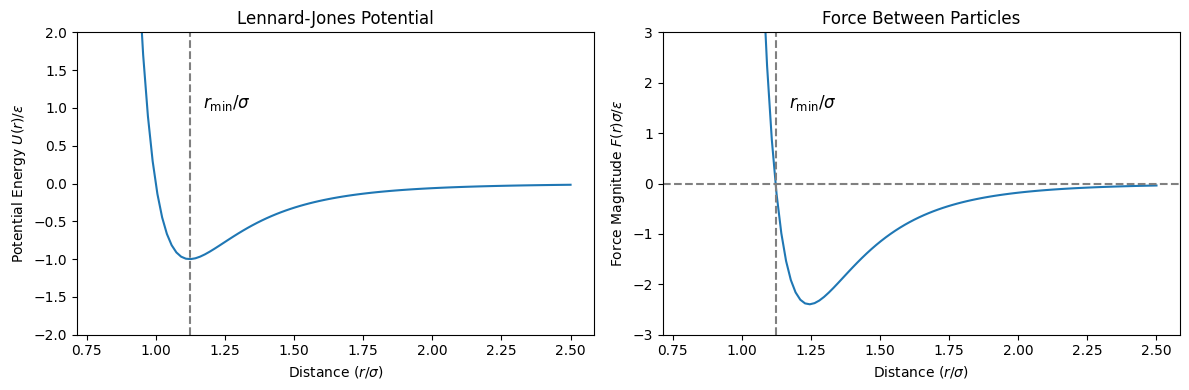 Lennard-Jones Potential
2.0
1.5
1.0
0.5
0.0
−0.5
−1.0
−1.5
−2.0
Potential Energy U(r)/ε
r_min/σ
0.75 1.00 1.25 1.50 1.75 2.00 2.25 2.50
Distance (r/σ)
Force Between Particles
3
2
1
0
−1
−2
−3
Force Magnitude F(r)σ/ε
r_min/σ
0.75 1.00 1.25 1.50 1.75 2.00 2.25 2.50
Distance (r/σ)